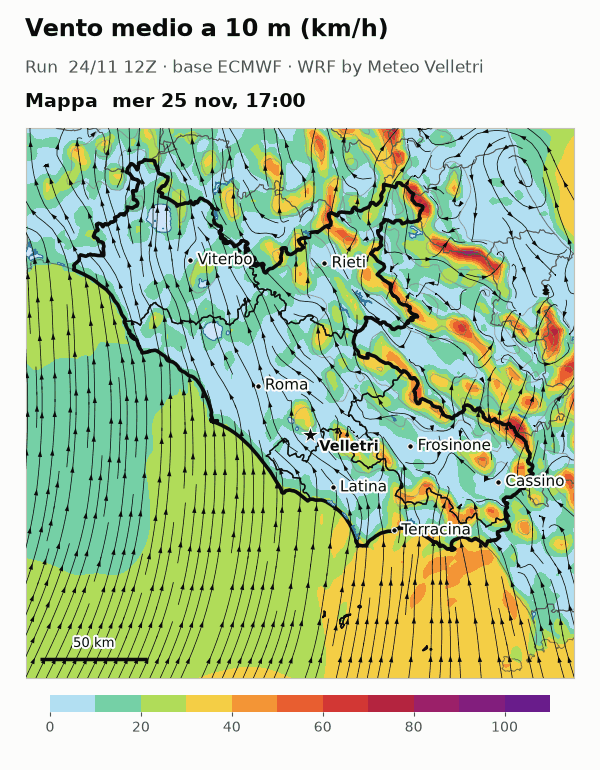 Vento medio a 10 m (km/h)
Run  24/11 12Z · base ECMWF · WRF by Meteo Velletri
Mappa  mer 25 nov, 17:00
Viterbo
Rieti
Roma
Velletri
Frosinone
Latina
Cassino
Terracina
50 km
0 20 40 60 80 100